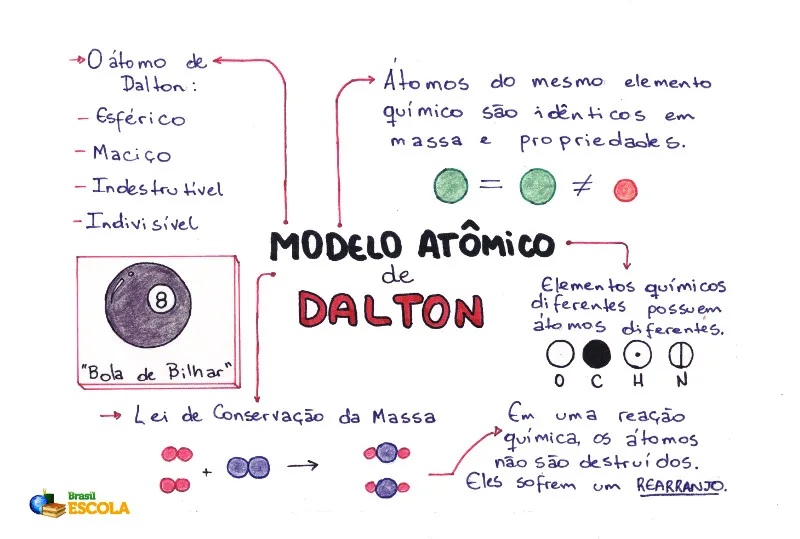 →O átomo de
Dalton:
- Esférico
- Maciço
- Indestrutível
- Indivisível
Átomos do mesmo elemento
químico são idênticos em
massa e propriedades.
= ≠
MODELO ATÔMICO
de
DALTON
8
"Bola de Bilhar"
Elementos químicos
diferentes possuem
átomos diferentes.
O C H N
→ Lei de Conservação da Massa
+ →
Em uma reação
química, os átomos
não são destruídos.
Eles sofrem um REARRANJO.
Brasil
ESCOLA